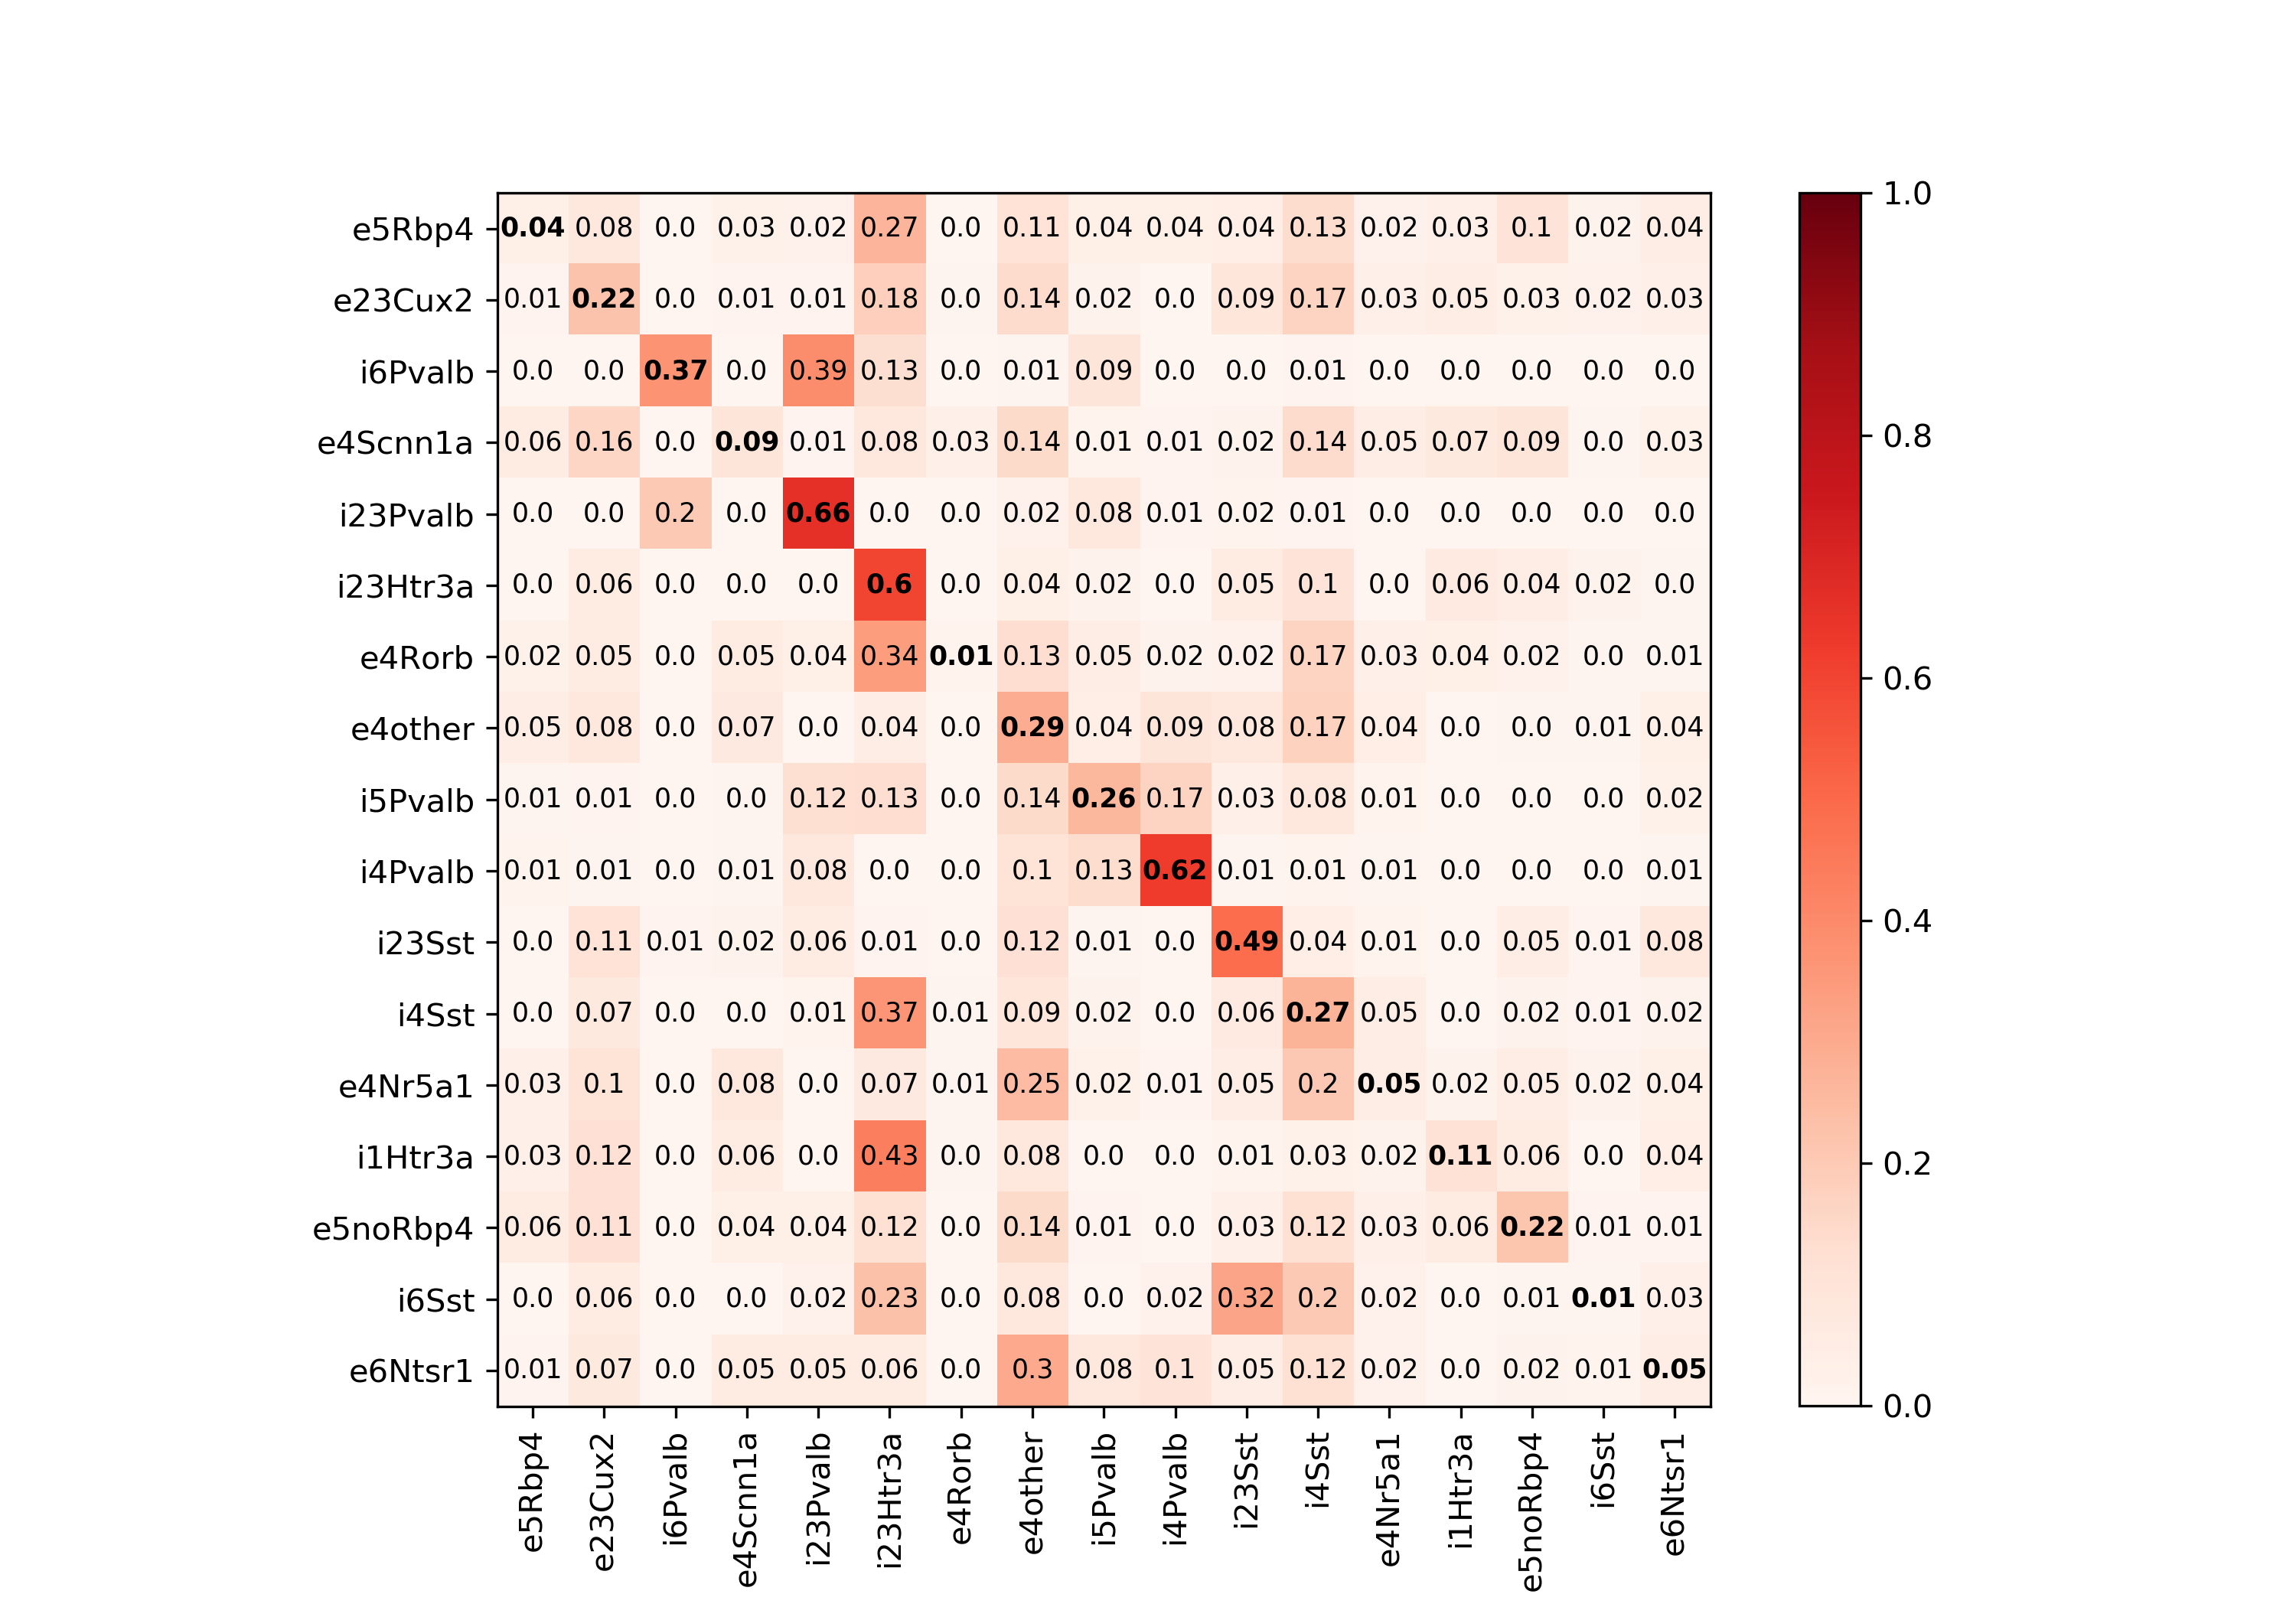 e5Rbp4 0.04 0.08 0.0 0.03 0.02 0.27 0.0 0.11 0.04 0.04 0.04 0.13 0.02 0.03 0.1 0.02 0.04
e23Cux2 0.01 0.22 0.0 0.01 0.01 0.18 0.0 0.14 0.02 0.0 0.09 0.17 0.03 0.05 0.03 0.02 0.03
i6Pvalb 0.0 0.0 0.37 0.0 0.39 0.13 0.0 0.01 0.09 0.0 0.0 0.01 0.0 0.0 0.0 0.0 0.0
e4Scnn1a 0.06 0.16 0.0 0.09 0.01 0.08 0.03 0.14 0.01 0.01 0.02 0.14 0.05 0.07 0.09 0.0 0.03
i23Pvalb 0.0 0.0 0.2 0.0 0.66 0.0 0.0 0.02 0.08 0.01 0.02 0.01 0.0 0.0 0.0 0.0 0.0
i23Htr3a 0.0 0.06 0.0 0.0 0.0 0.6 0.0 0.04 0.02 0.0 0.05 0.1 0.0 0.06 0.04 0.02 0.0
e4Rorb 0.02 0.05 0.0 0.05 0.04 0.34 0.01 0.13 0.05 0.02 0.02 0.17 0.03 0.04 0.02 0.0 0.01
e4other 0.05 0.08 0.0 0.07 0.0 0.04 0.0 0.29 0.04 0.09 0.08 0.17 0.04 0.0 0.0 0.01 0.04
i5Pvalb 0.01 0.01 0.0 0.0 0.12 0.13 0.0 0.14 0.26 0.17 0.03 0.08 0.01 0.0 0.0 0.0 0.02
i4Pvalb 0.01 0.01 0.0 0.01 0.08 0.0 0.0 0.1 0.13 0.62 0.01 0.01 0.01 0.0 0.0 0.0 0.01
i23Sst 0.0 0.11 0.01 0.02 0.06 0.01 0.0 0.12 0.01 0.0 0.49 0.04 0.01 0.0 0.05 0.01 0.08
i4Sst 0.0 0.07 0.0 0.0 0.01 0.37 0.01 0.09 0.02 0.0 0.06 0.27 0.05 0.0 0.02 0.01 0.02
e4Nr5a1 0.03 0.1 0.0 0.08 0.0 0.07 0.01 0.25 0.02 0.01 0.05 0.2 0.05 0.02 0.05 0.02 0.04
i1Htr3a 0.03 0.12 0.0 0.06 0.0 0.43 0.0 0.08 0.0 0.0 0.01 0.03 0.02 0.11 0.06 0.0 0.04
e5noRbp4 0.06 0.11 0.0 0.04 0.04 0.12 0.0 0.14 0.01 0.0 0.03 0.12 0.03 0.06 0.22 0.01 0.01
i6Sst 0.0 0.06 0.0 0.0 0.02 0.23 0.0 0.08 0.0 0.02 0.32 0.2 0.02 0.0 0.01 0.01 0.03
e6Ntsr1 0.01 0.07 0.0 0.05 0.05 0.06 0.0 0.3 0.08 0.1 0.05 0.12 0.02 0.0 0.02 0.01 0.05
e5Rbp4
e23Cux2
i6Pvalb
e4Scnn1a
i23Pvalb
i23Htr3a
e4Rorb
e4other
i5Pvalb
i4Pvalb
i23Sst
i4Sst
e4Nr5a1
i1Htr3a
e5noRbp4
i6Sst
e6Ntsr1
1.0
0.8
0.6
0.4
0.2
0.0